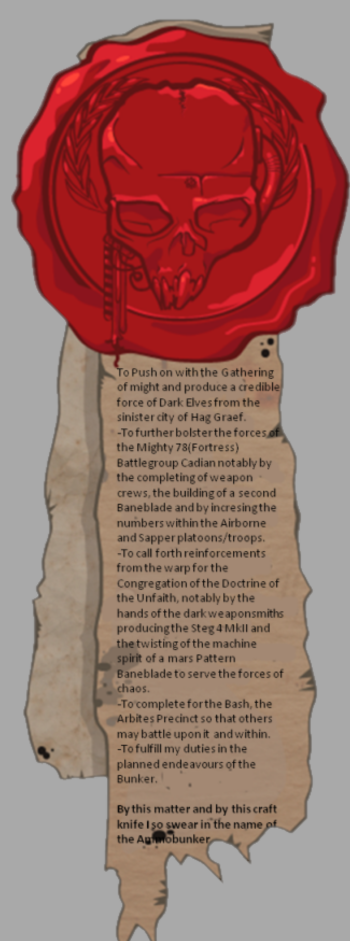 To Push on with the Gathering
of might and produce a credible
force of Dark Elves from the
sinister city of Hag Graef.
-To further bolster the forces of
the Mighty 78(Fortress)
Battlegroup Cadian notably by
the completing of weapon
crews, the building of a second
Baneblade and by incresing the
numbers within the Airborne
and Sapper platoons/troops.
-To call forth reinforcements
from the warp for the
Congregation of the Doctrine of
the Unfaith, notably by the
hands of the dark weaponsmiths
producing the Steg 4 MkII and
the twisting of the machine
spirit of a mars Pattern
Baneblade to serve the forces of
chaos.
-To complete for the Bash, the
Arbites Precinct so that others
may battle upon it and within.
-To fulfill my duties in the
planned endeavours of the
Bunker.
By this matter and by this craft
knife I so swear in the name of
the Ammobunker